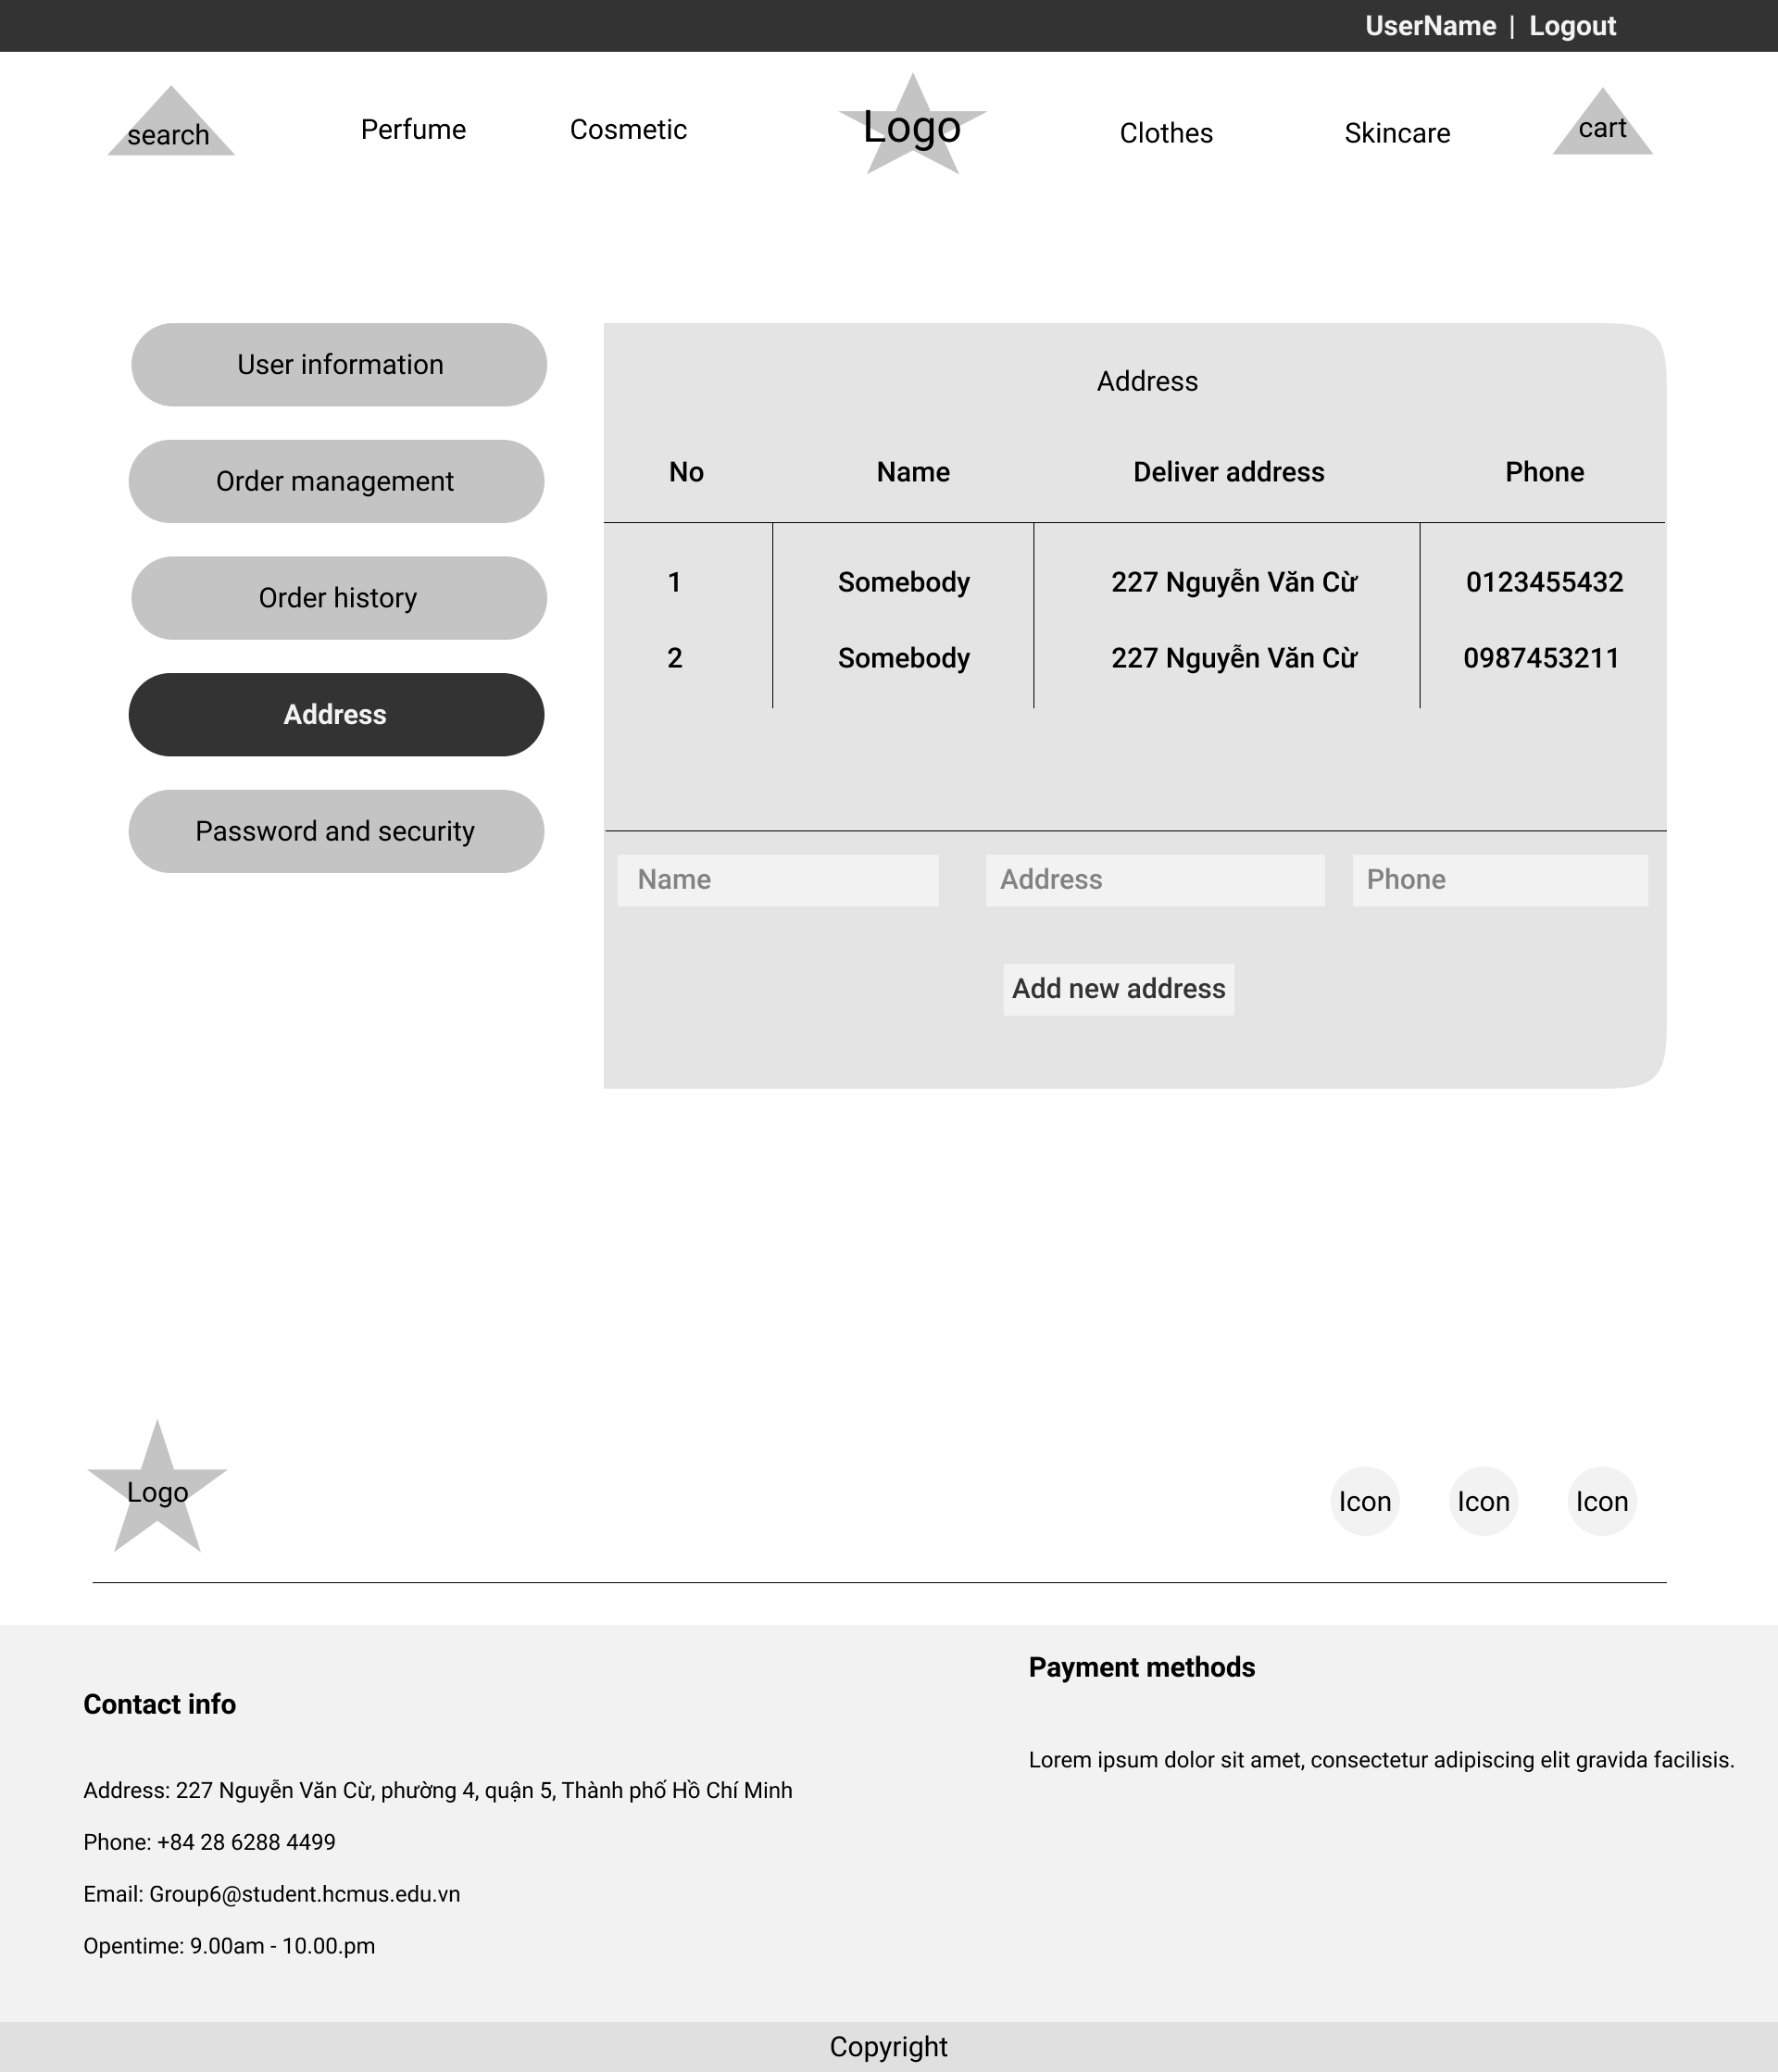 UserName | Logout
search Perfume Cosmetic Logo Clothes Skincare cart
User information
Order management
Order history
Address
Password and security
Address
No Name Deliver address Phone
1 Somebody 227 Nguyễn Văn Cừ 0123455432
2 Somebody 227 Nguyễn Văn Cừ 0987453211
Name Address Phone
Add new address
Logo Icon Icon Icon
Contact info
Address: 227 Nguyễn Văn Cừ, phường 4, quận 5, Thành phố Hồ Chí Minh
Phone: +84 28 6288 4499
Email: Group6@student.hcmus.edu.vn
Opentime: 9.00am - 10.00.pm
Payment methods
Lorem ipsum dolor sit amet, consectetur adipiscing elit gravida facilisis.
Copyright